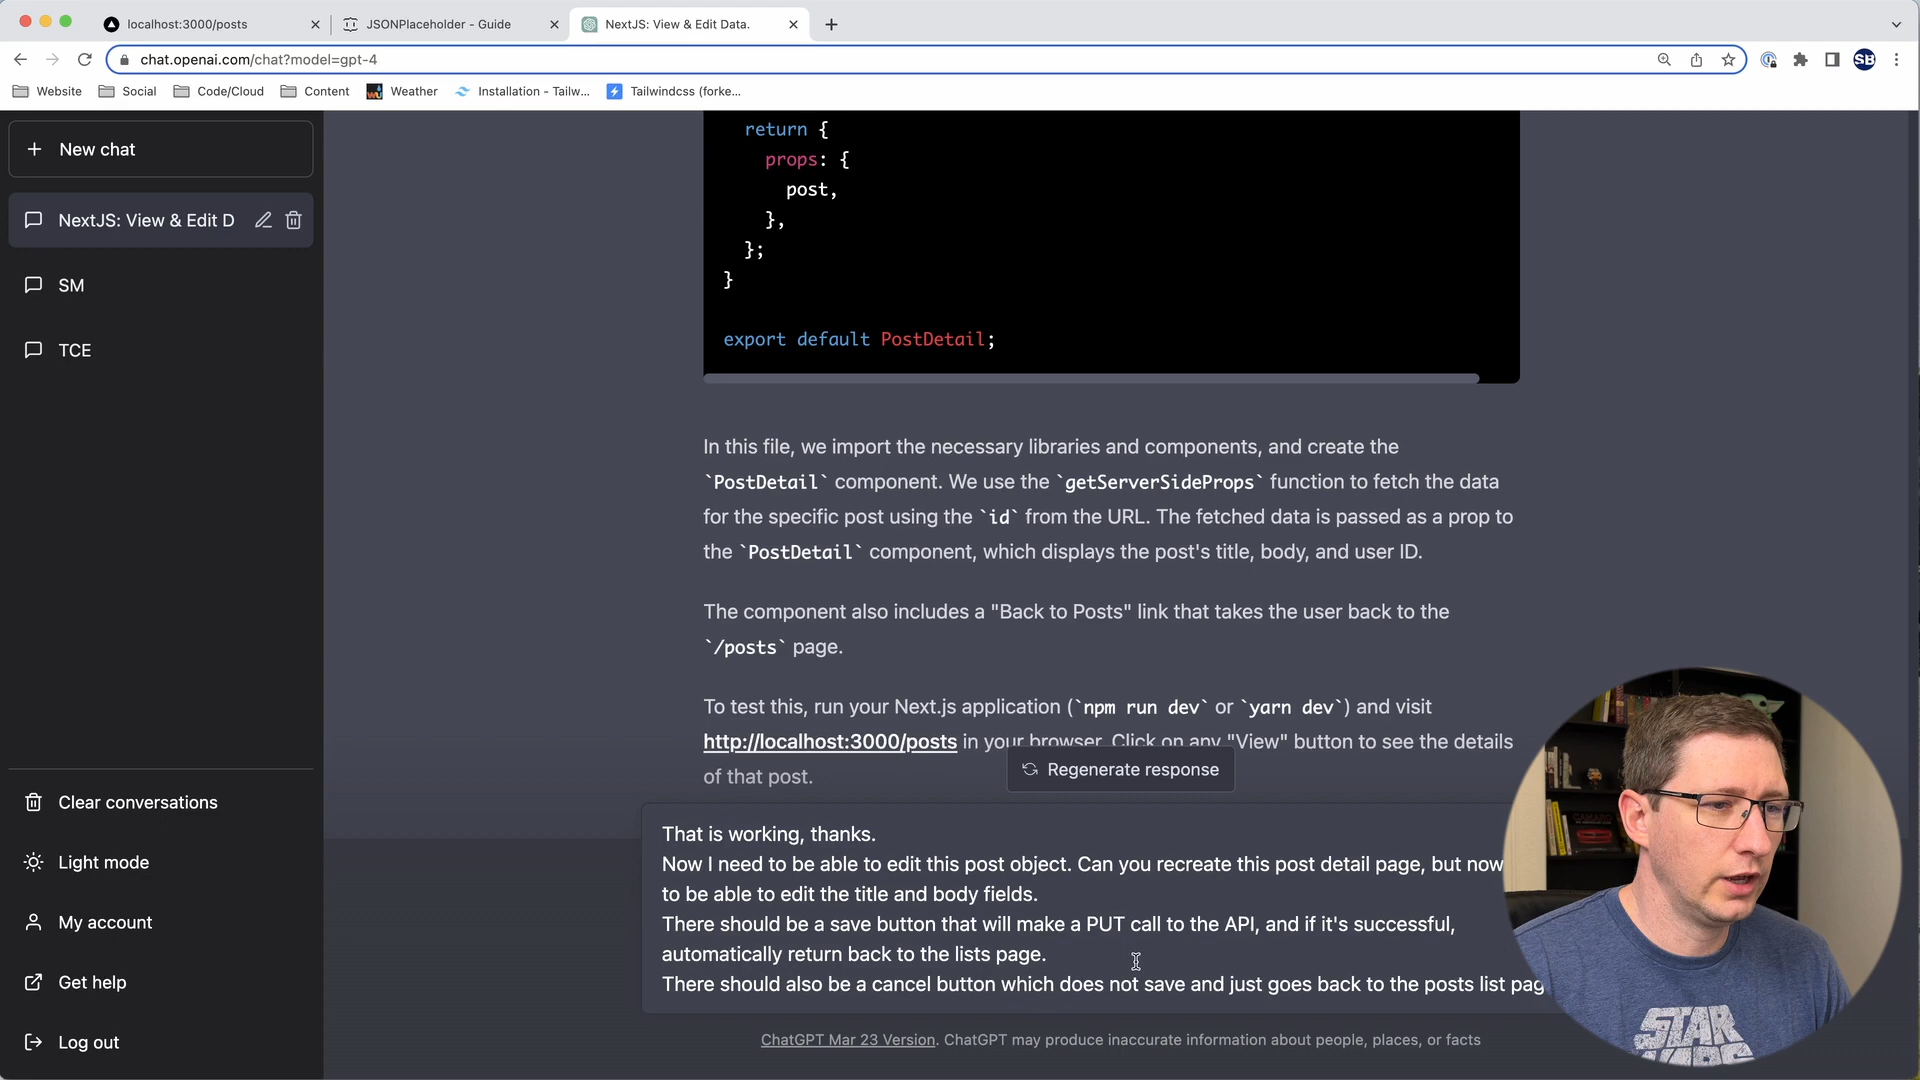 localhost:3000/posts
JSONPlaceholder - Guide
NextJS: View & Edit Data.
chat.openai.com/chat?model=gpt-4
SB
Website
Social
Code/Cloud
Content
Weather
Installation - Tailw...
Tailwindcss (forke...
New chat
NextJS: View & Edit D
SM
TCE
Clear conversations
Light mode
My account
Get help
Log out
return {
props: {
post,
},
};
}
export default PostDetail;
In this file, we import the necessary libraries and components, and create the
`PostDetail` component. We use the `getServerSideProps` function to fetch the data
for the specific post using the `id` from the URL. The fetched data is passed as a prop to
the `PostDetail` component, which displays the post's title, body, and user ID.
The component also includes a "Back to Posts" link that takes the user back to the
`/posts` page.
To test this, run your Next.js application (`npm run dev` or `yarn dev`) and visit
http://localhost:3000/posts in your browser. Click on any "View" button to see the details
of that post.
Regenerate response
That is working, thanks.
Now I need to be able to edit this post object. Can you recreate this post detail page, but now
to be able to edit the title and body fields.
There should be a save button that will make a PUT call to the API, and if it's successful,
automatically return back to the lists page.
There should also be a cancel button which does not save and just goes back to the posts list pag
ChatGPT Mar 23 Version. ChatGPT may produce inaccurate information about people, places, or facts
STAR